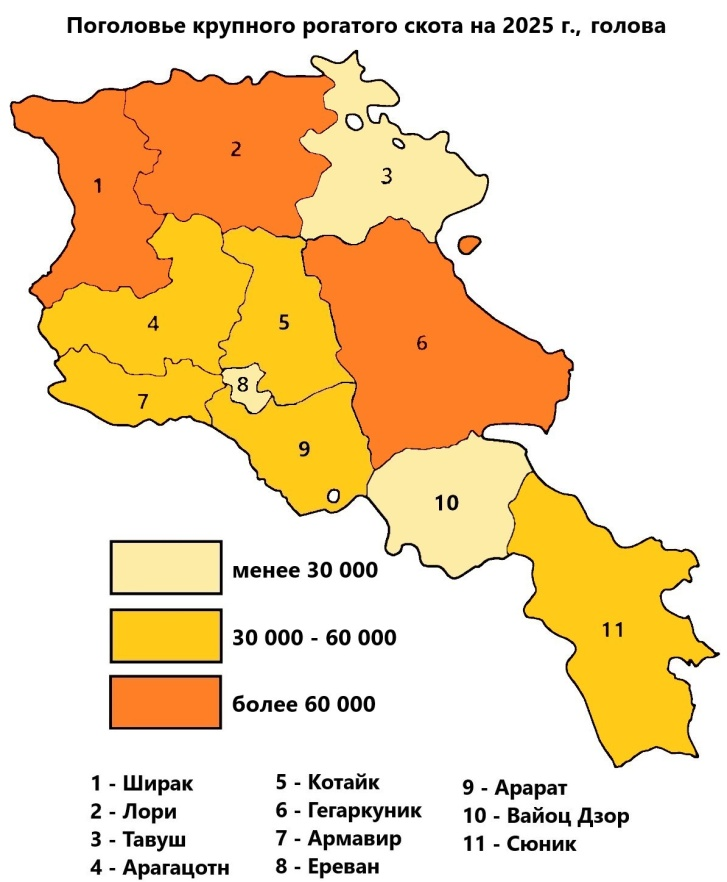 Поголовье крупного рогатого скота на 2025 г., голова
1
2
3
4
5
6
7
8
9
10
11
менее 30 000
30 000 - 60 000
более 60 000
1 - Ширак
2 - Лори
3 - Тавуш
4 - Арагацотн
5 - Котайк
6 - Гегаркуник
7 - Армавир
8 - Ереван
9 - Арарат
10 - Вайоц Дзор
11 - Сюник